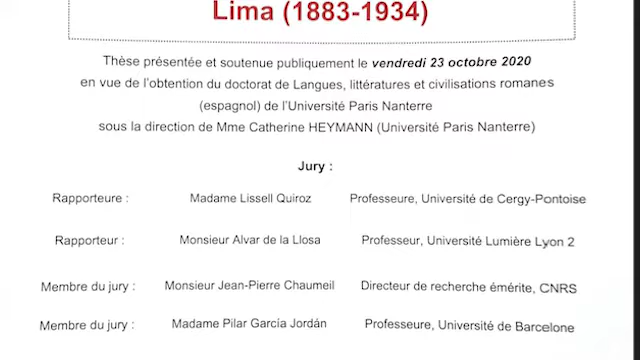 Lima (1883-1934)
Thèse présentée et soutenue publiquement le vendredi 23 octobre 2020
en vue de l'obtention du doctorat de Langues, littératures et civilisations romanes
(espagnol) de l'Université Paris Nanterre
sous la direction de Mme Catherine HEYMANN (Université Paris Nanterre)
Jury :
Rapporteure : Madame Lissell Quiroz Professeure, Université de Cergy-Pontoise
Rapporteur : Monsieur Alvar de la Llosa Professeur, Université Lumière Lyon 2
Membre du jury : Monsieur Jean-Pierre Chaumeil Directeur de recherche émérite, CNRS
Membre du jury : Madame Pilar García Jordán Professeure, Université de Barcelone